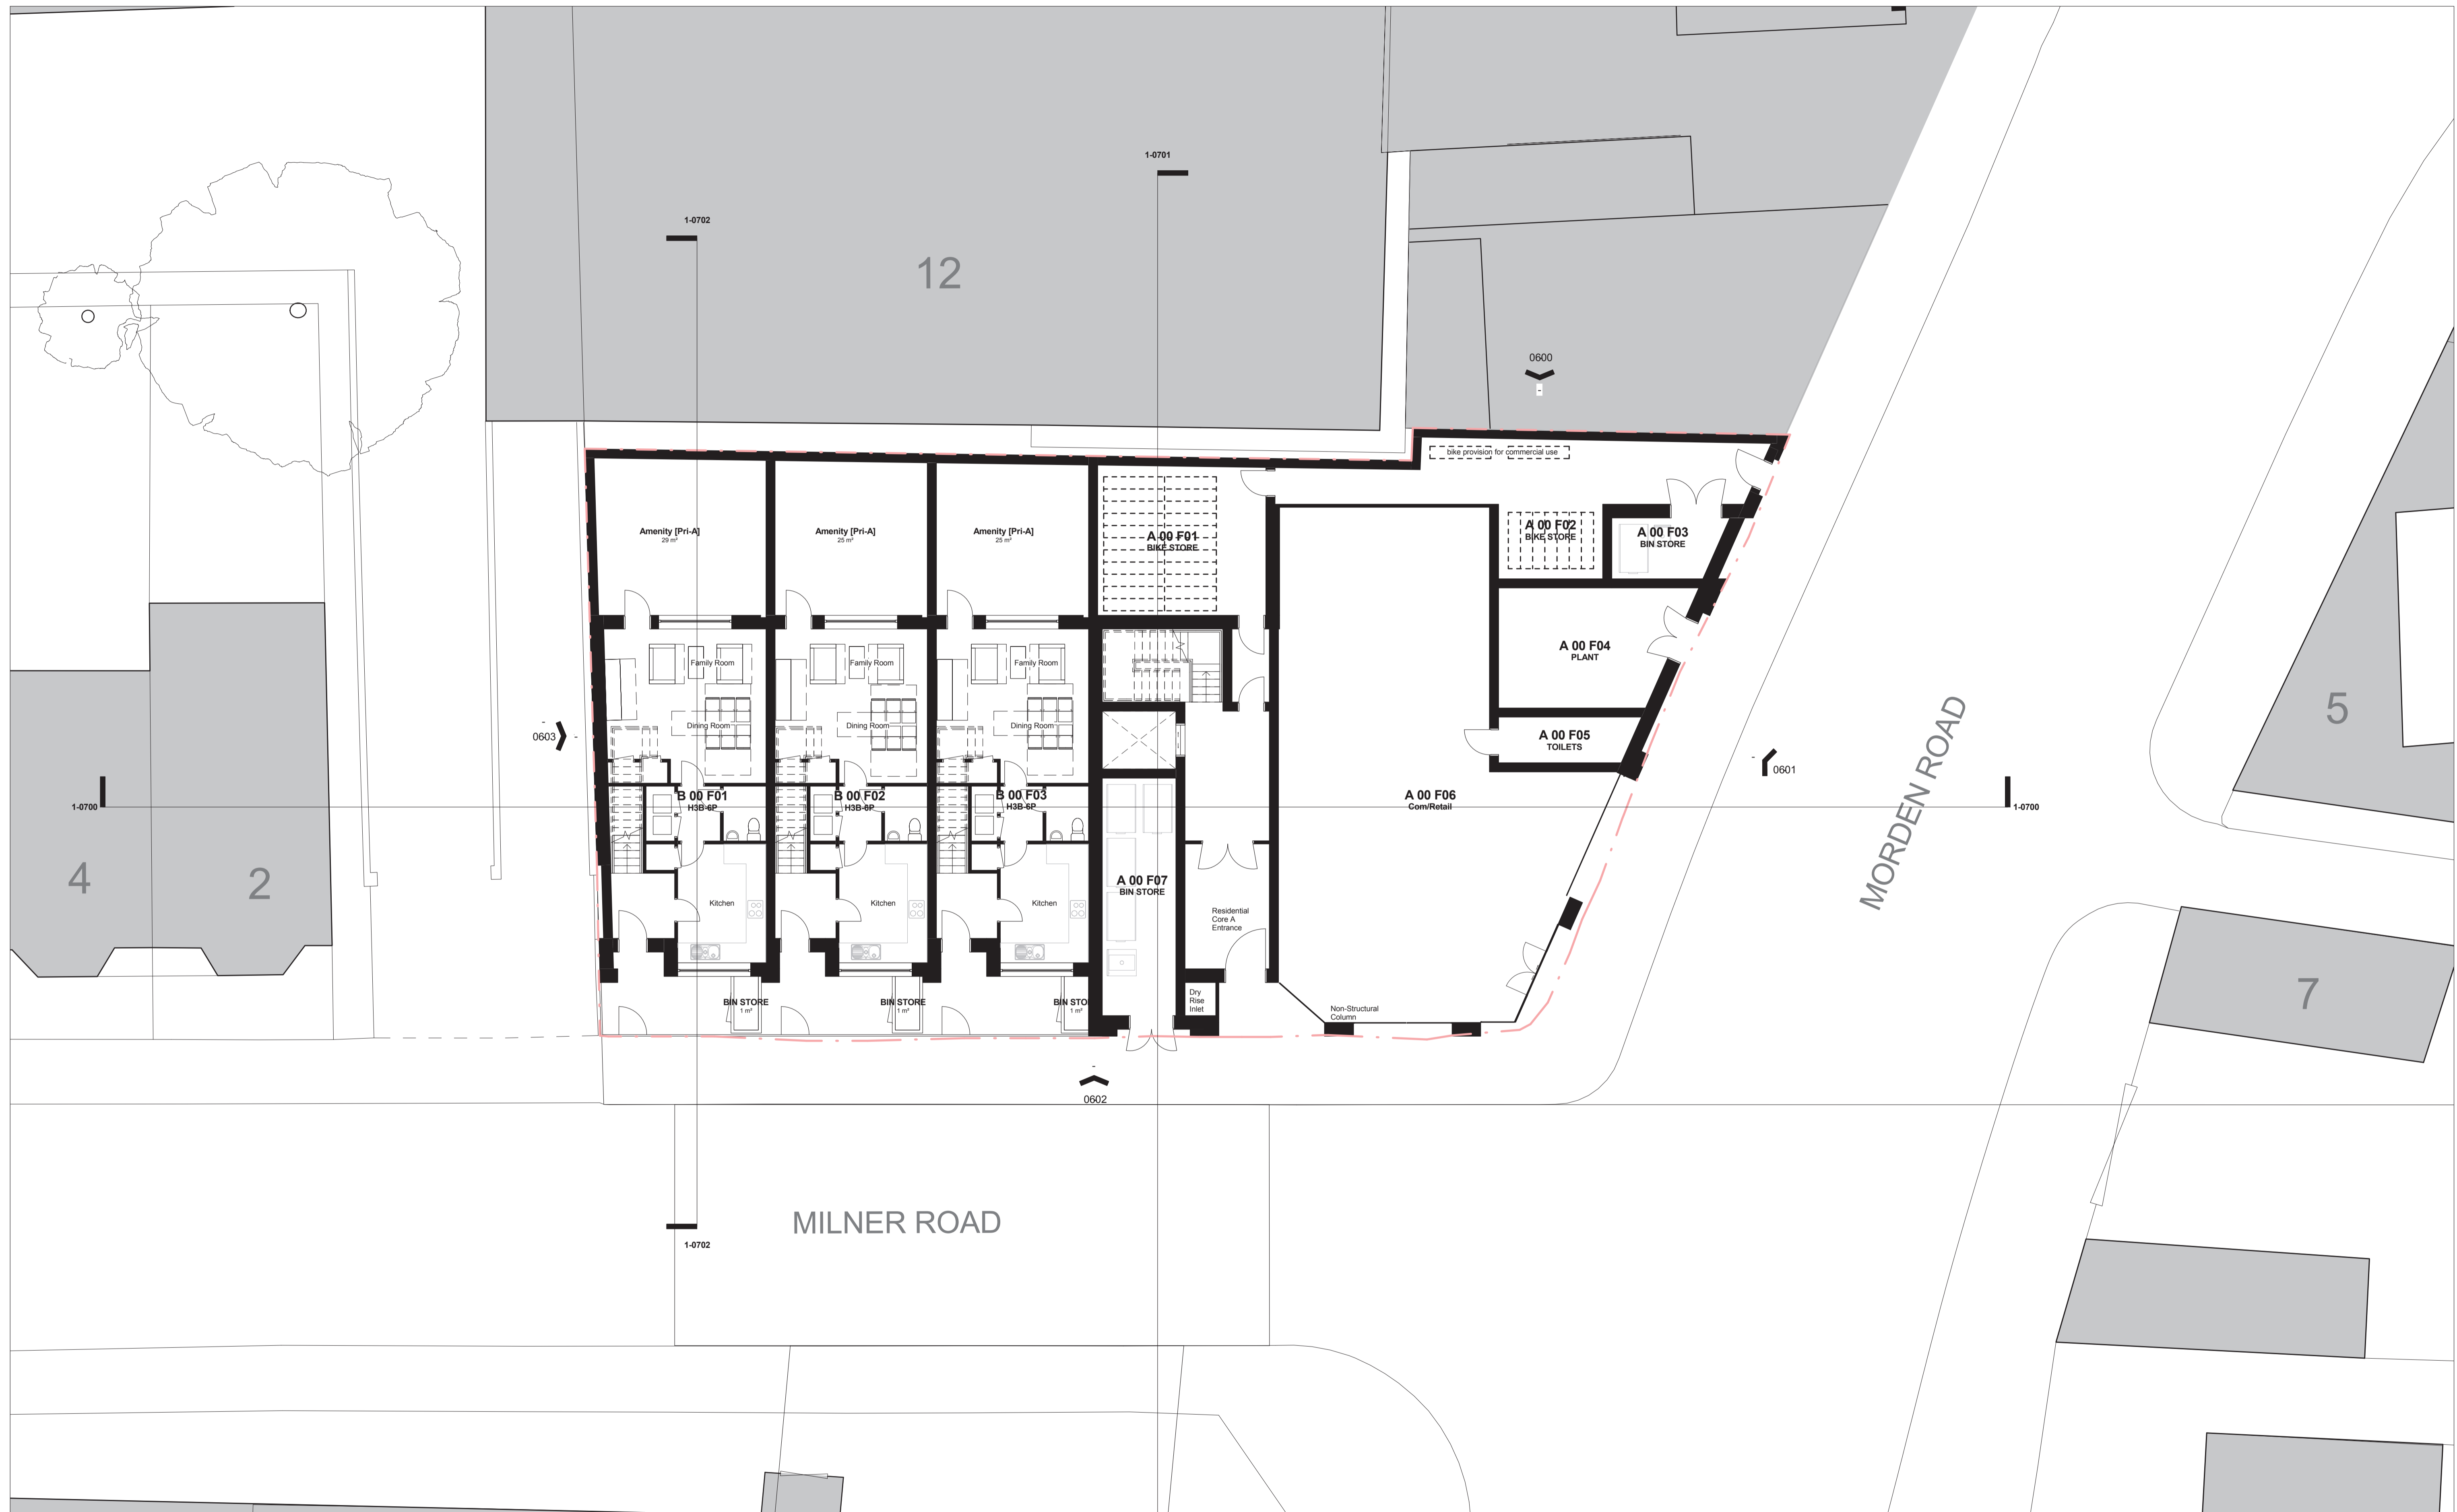 1-0701
1-0702
12
0600
-
bike provision for commercial use
Amenity [Pri-A]
29 m²
Amenity [Pri-A]
25 m²
Amenity [Pri-A]
25 m²
A 00 F01
BIKE STORE
A 00 F02
BIKE STORE
A 00 F03
BIN STORE
A 00 F04
PLANT
Family Room
Family Room
Family Room
Dining Room
Dining Room
Dining Room
-
0603
-
A 00 F05
TOILETS
5
MORDEN ROAD
-
0601
1-0700
B 00 F01
H3B-6P
B 00 F02
H3B-6P
B 00 F03
H3B-6P
A 00 F06
Com/Retail
1-0700
4
2
A 00 F07
BIN STORE
Kitchen
Kitchen
Kitchen
Residential
Core A
Entrance
7
BIN STORE
1 m²
BIN STORE
1 m²
BIN STO
1 m²
Dry
Rise
Inlet
Non-Structural
Column
-
0602
MILNER ROAD
1-0702